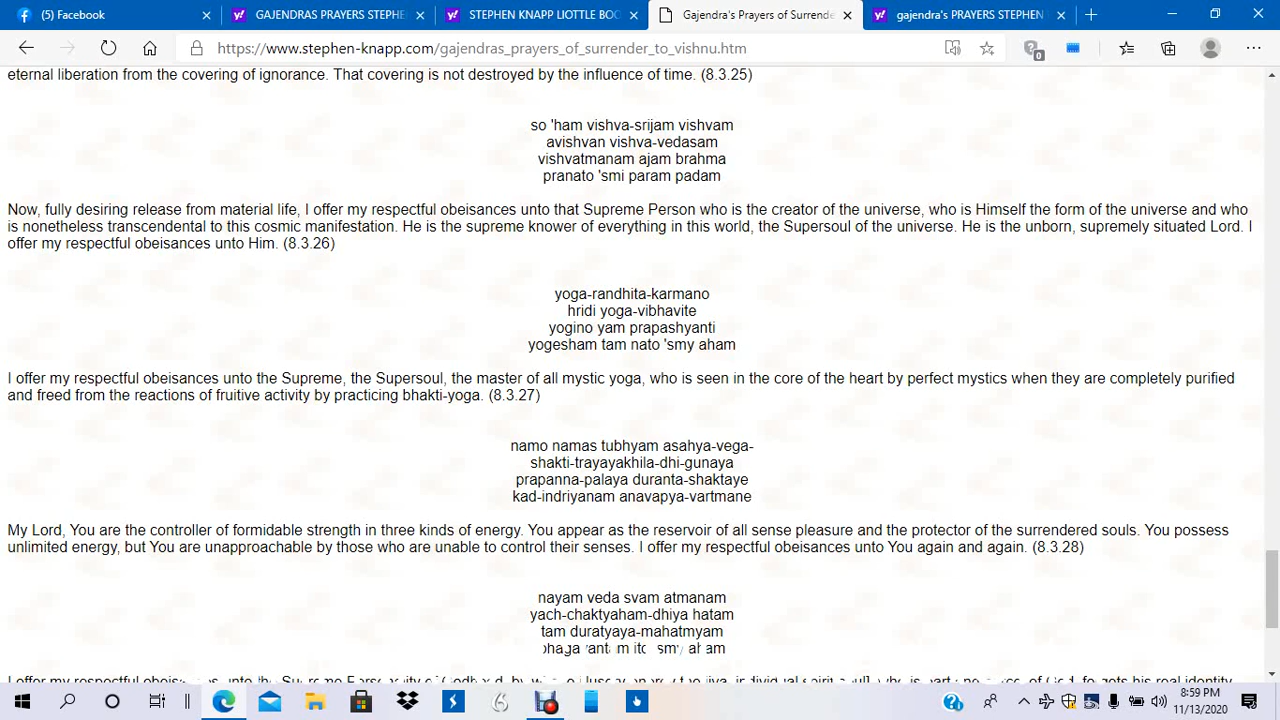 (5) Facebook
GAJENDRAS PRAYERS STEPHE
STEPHEN KNAPP LIOTTLE BOO
Gajendra's Prayers of Surrende
gajendra's PRAYERS STEPHEN
https://www.stephen-knapp.com/gajendras_prayers_of_surrender_to_vishnu.htm
0
eternal liberation from the covering of ignorance. That covering is not destroyed by the influence of time. (8.3.25)
so 'ham vishva-srijam vishvam
avishvan vishva-vedasam
vishvatmanam ajam brahma
pranato 'smi param padam
Now, fully desiring release from material life, I offer my respectful obeisances unto that Supreme Person who is the creator of the universe, who is Himself the form of the universe and who
is nonetheless transcendental to this cosmic manifestation. He is the supreme knower of everything in this world, the Supersoul of the universe. He is the unborn, supremely situated Lord. I
offer my respectful obeisances unto Him. (8.3.26)
yoga-randhita-karmano
hridi yoga-vibhavite
yogino yam prapashyanti
yogesham tam nato 'smy aham
I offer my respectful obeisances unto the Supreme, the Supersoul, the master of all mystic yoga, who is seen in the core of the heart by perfect mystics when they are completely purified
and freed from the reactions of fruitive activity by practicing bhakti-yoga. (8.3.27)
namo namas tubhyam asahya-vega-
shakti-trayayakhila-dhi-gunaya
prapanna-palaya duranta-shaktaye
kad-indriyanam anavapya-vartmane
My Lord, You are the controller of formidable strength in three kinds of energy. You appear as the reservoir of all sense pleasure and the protector of the surrendered souls. You possess
unlimited energy, but You are unapproachable by those who are unable to control their senses. I offer my respectful obeisances unto You again and again. (8.3.28)
nayam veda svam atmanam
yach-chaktyaham-dhiya hatam
tam duratyaya-mahatmyam
aham
I offer my respectful
his real identity
8:59 PM
11/13/2020